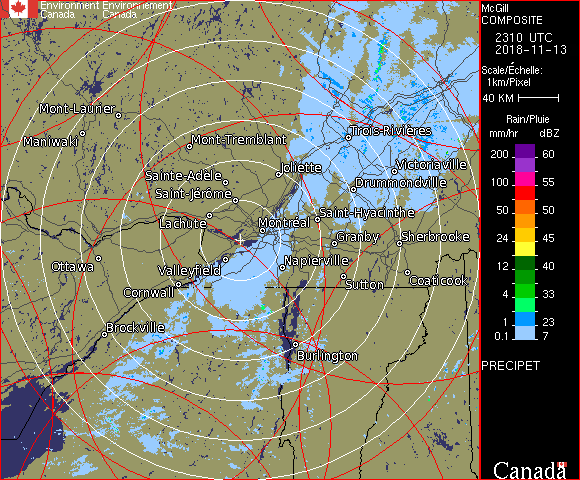 Environment Environnement
Canada Canada
McGill
COMPOSITE
2310 UTC
2018-11-13
Scale/Échelle:
1km/Pixel
40 KM
Rain/Pluie
mm/hr dBZ
200 60
100 55
50 50
24 45
12 40
4 33
1 23
0.1 7
PRECIPET
Canada
Mont-Laurier
Maniwaki
Mont-Tremblant
Trois-Rivières
Joliette
Victoriaville
Sainte-Adèle
Drummondville
Saint-Jérôme
Saint-Hyacinthe
Lachute
Montréal
Granby
Sherbrooke
Ottawa
Valleyfield
Napierville
Cornwall
Sutton
Coaticook
Brockville
Burlington